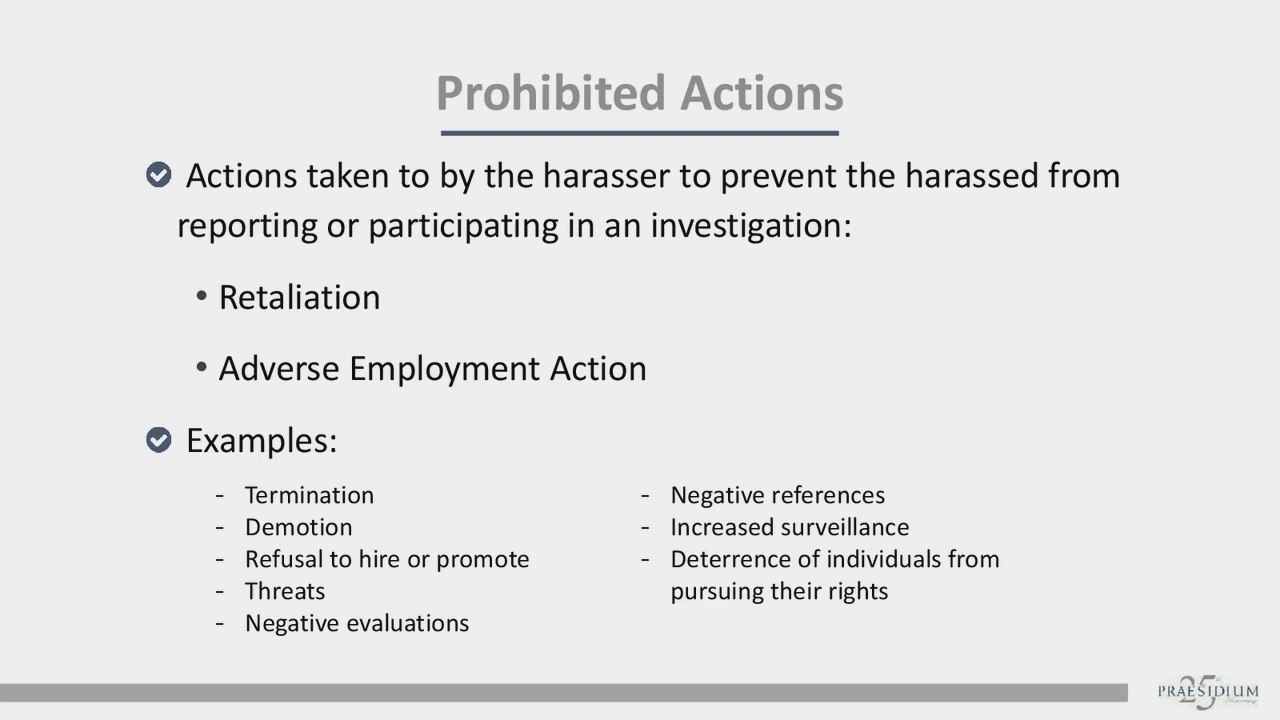 Prohibited Actions
Actions taken to by the harasser to prevent the harassed from
reporting or participating in an investigation:
• Retaliation
• Adverse Employment Action
Examples:
- Termination
- Demotion
- Refusal to hire or promote
- Threats
- Negative evaluations
- Negative references
- Increased surveillance
- Deterrence of individuals from
pursuing their rights
25
PRAESIDIUM